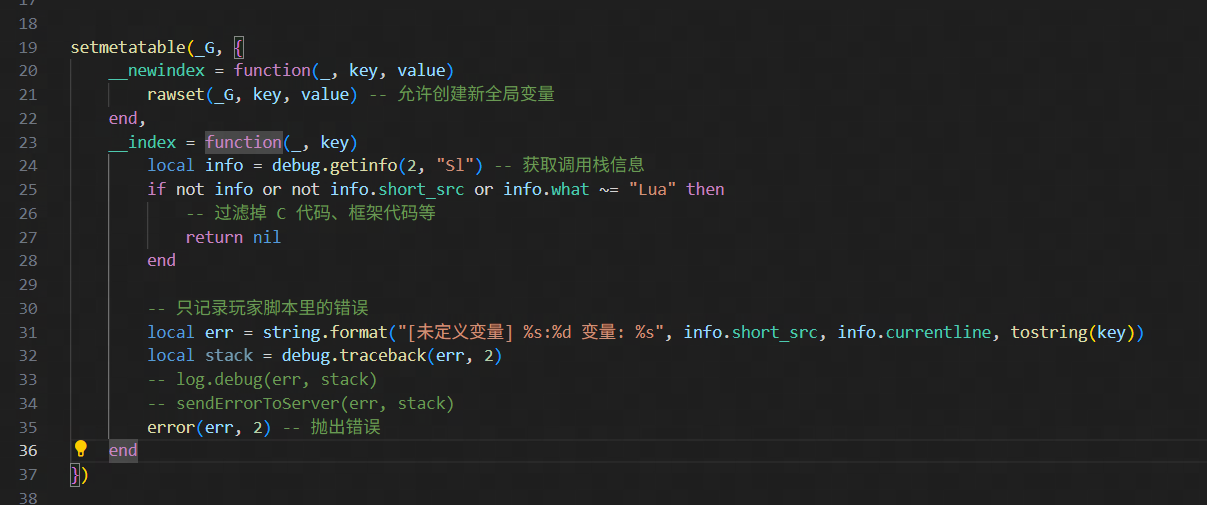 17
18
19 setmetatable(_G, {
20 __newindex = function(_, key, value)
21 rawset(_G, key, value) -- 允许创建新全局变量
22 end,
23 __index = function(_, key)
24 local info = debug.getinfo(2, "Sl") -- 获取调用栈信息
25 if not info or not info.short_src or info.what ~= "Lua" then
26 -- 过滤掉 C 代码、框架代码等
27 return nil
28 end
29
30 -- 只记录玩家脚本里的错误
31 local err = string.format("[未定义变量] %s:%d 变量: %s", info.short_src, info.currentline, tostring(key))
32 local stack = debug.traceback(err, 2)
33 -- log.debug(err, stack)
34 -- sendErrorToServer(err, stack)
35 error(err, 2) -- 抛出错误
36 end
37 })
38